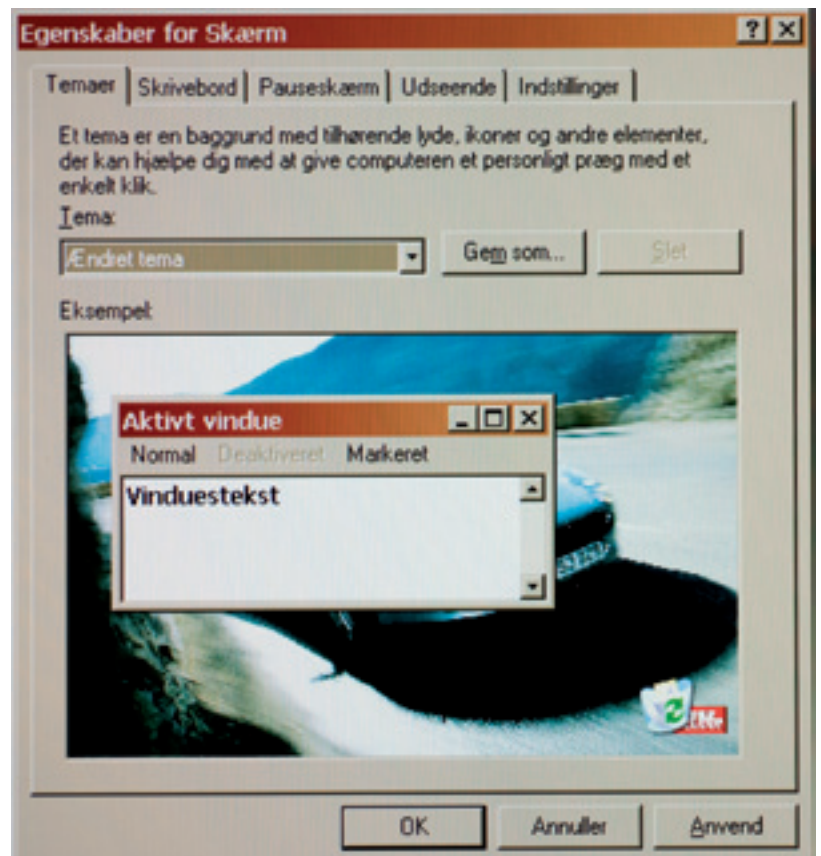 Egenskaber for Skærm
Temaer Skrivebord Pauseskærm Udseende Indstillinger
Et tema er en baggrund med tilhørende lyde, ikoner og andre elementer,
der kan hjælpe dig med at give computeren et personligt præg med et
enkelt klik.
Tema:
Ændret tema Gem som... Slet
Eksempel:
Aktivt vindue
Normal Deaktiveret Markeret
Vinduestekst
OK Annuller Anvend